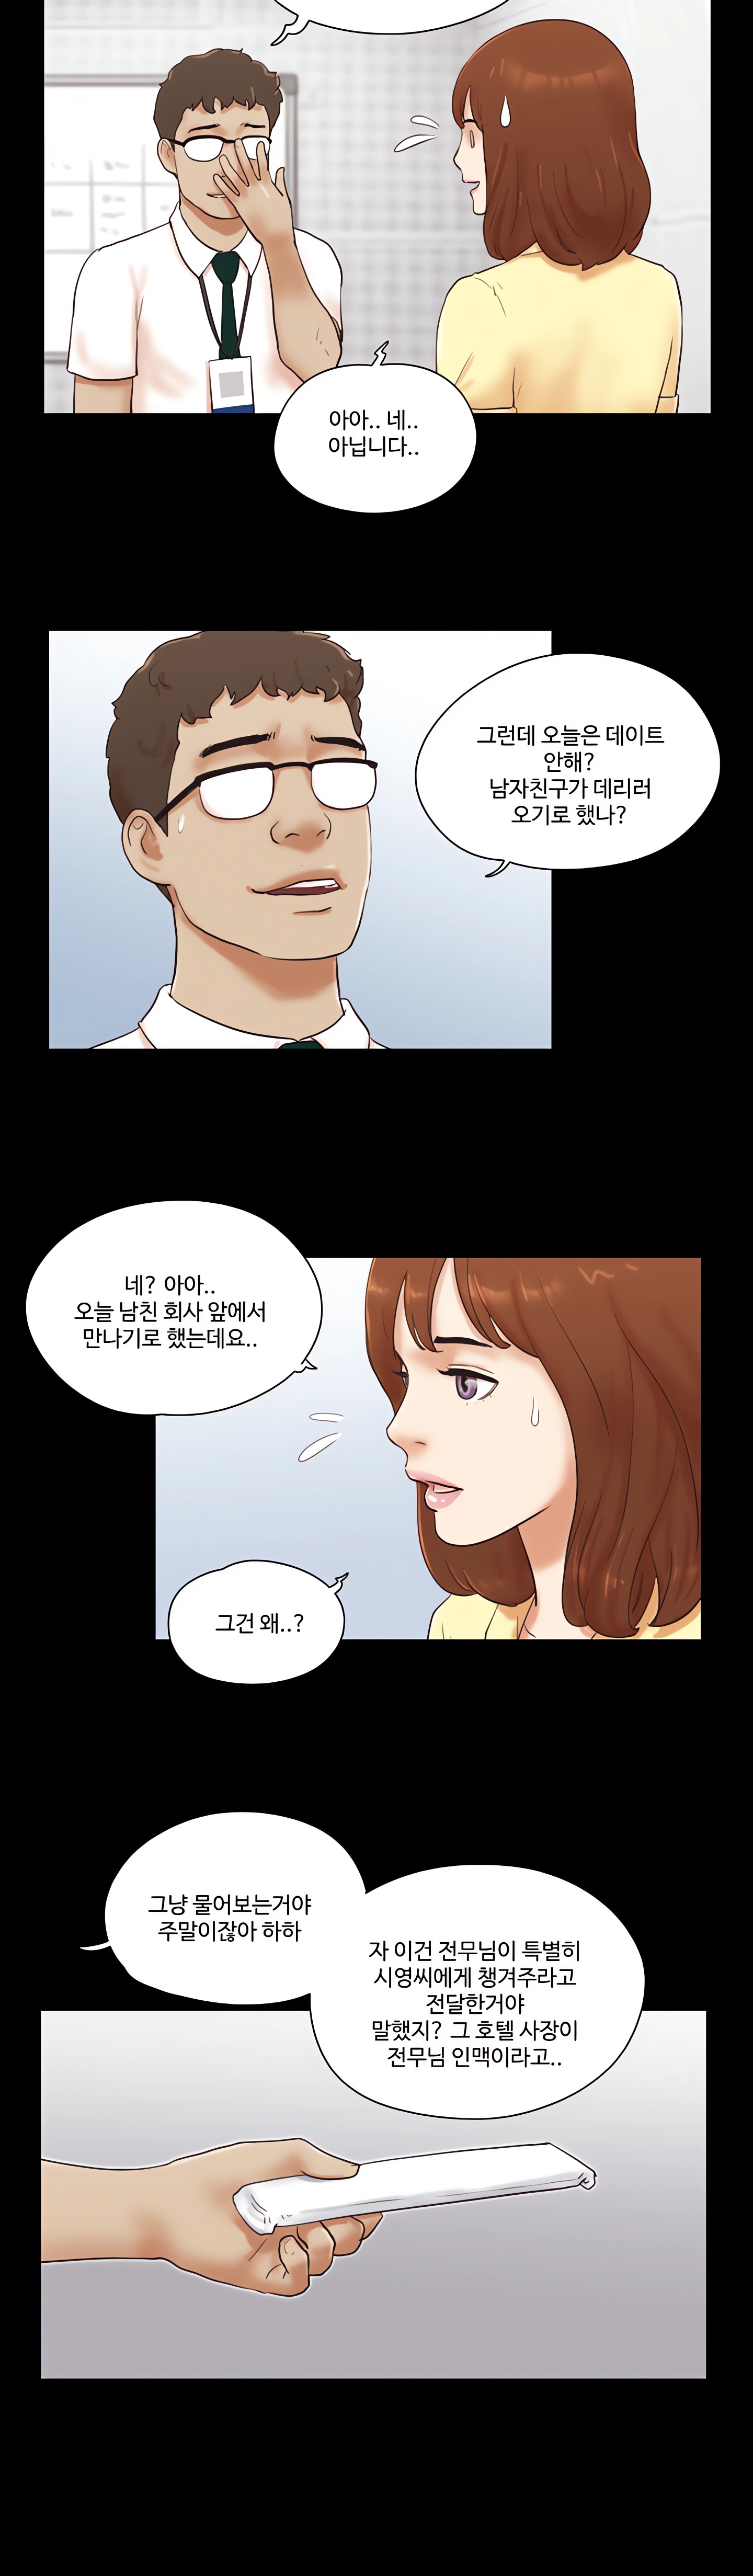 아아.. 네..
아닙니다..
그런데 오늘은 데이트
안해?
남자친구가 데리러
오기로 했나?
네? 아아..
오늘 남친 회사 앞에서
만나기로 했는데요..
그건 왜..?
그냥 물어보는거야
주말이잖아 하하
자 이건 전무님이 특별히
시영씨에게 챙겨주라고
전달한거야
말했지? 그 호텔 사장이
전무님 인맥이라고..